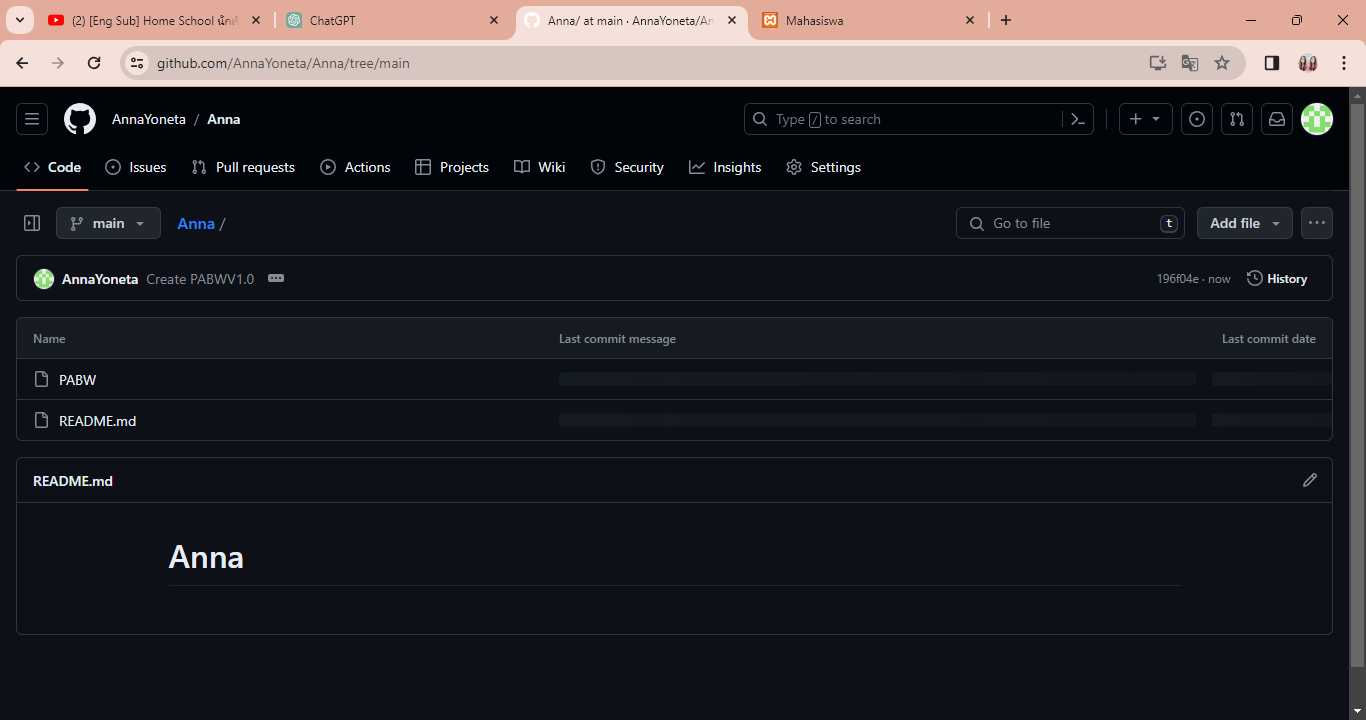 (2) [Eng Sub] Home School นักเ
ChatGPT
Anna/ at main · AnnaYoneta/An
Mahasiswa
github.com/AnnaYoneta/Anna/tree/main
AnnaYoneta / Anna
Type / to search
Code Issues Pull requests Actions Projects Wiki Security Insights Settings
main Anna / Go to file t Add file
AnnaYoneta Create PABWV1.0 196f04e · now History
Name Last commit message Last commit date
PABW
README.md
README.md
Anna